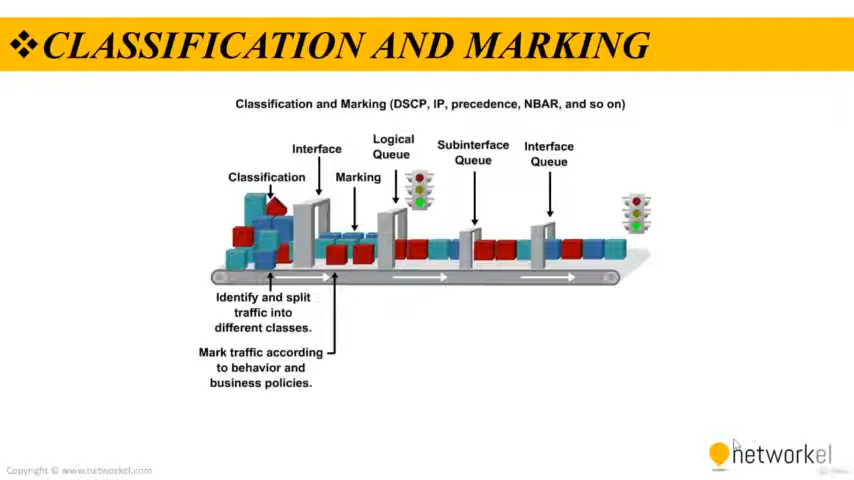 ❖CLASSIFICATION AND MARKING
Classification and Marking (DSCP, IP, precedence, NBAR, and so on)
Classification
Interface
Marking
Logical
Queue
Subinterface
Queue
Interface
Queue
Identify and split
traffic into
different classes.
Mark traffic according
to behavior and
business policies.
networkel
Copyright © www.networkel.com